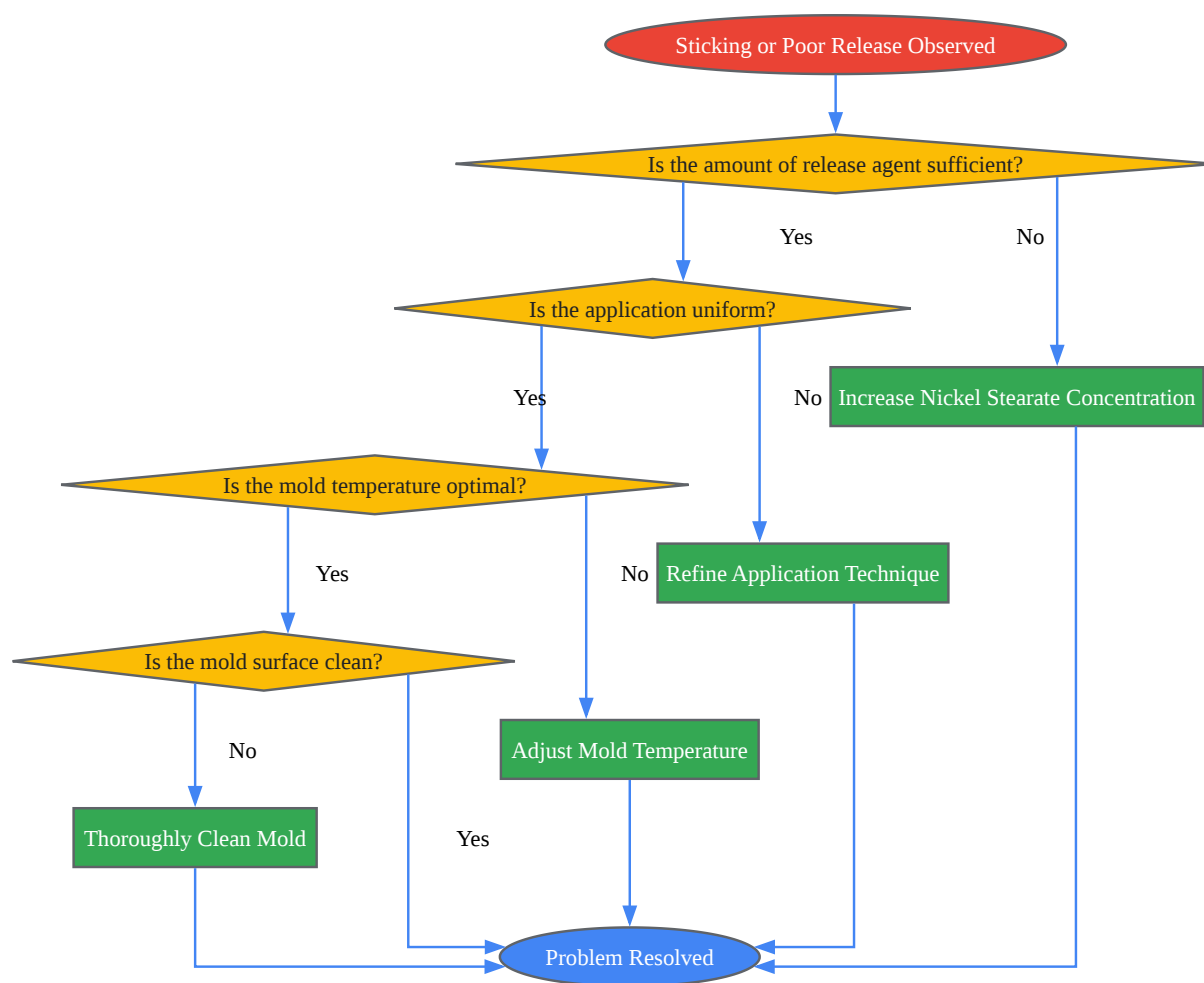 Sticking or Poor Release Observed
Is the amount of release agent sufficient?
Yes
No
Is the application uniform?
Yes
No
Increase Nickel Stearate Concentration
Is the mold temperature optimal?
Yes
No
Refine Application Technique
Is the mold surface clean?
No
Adjust Mold Temperature
Thoroughly Clean Mold
Yes
Problem Resolved